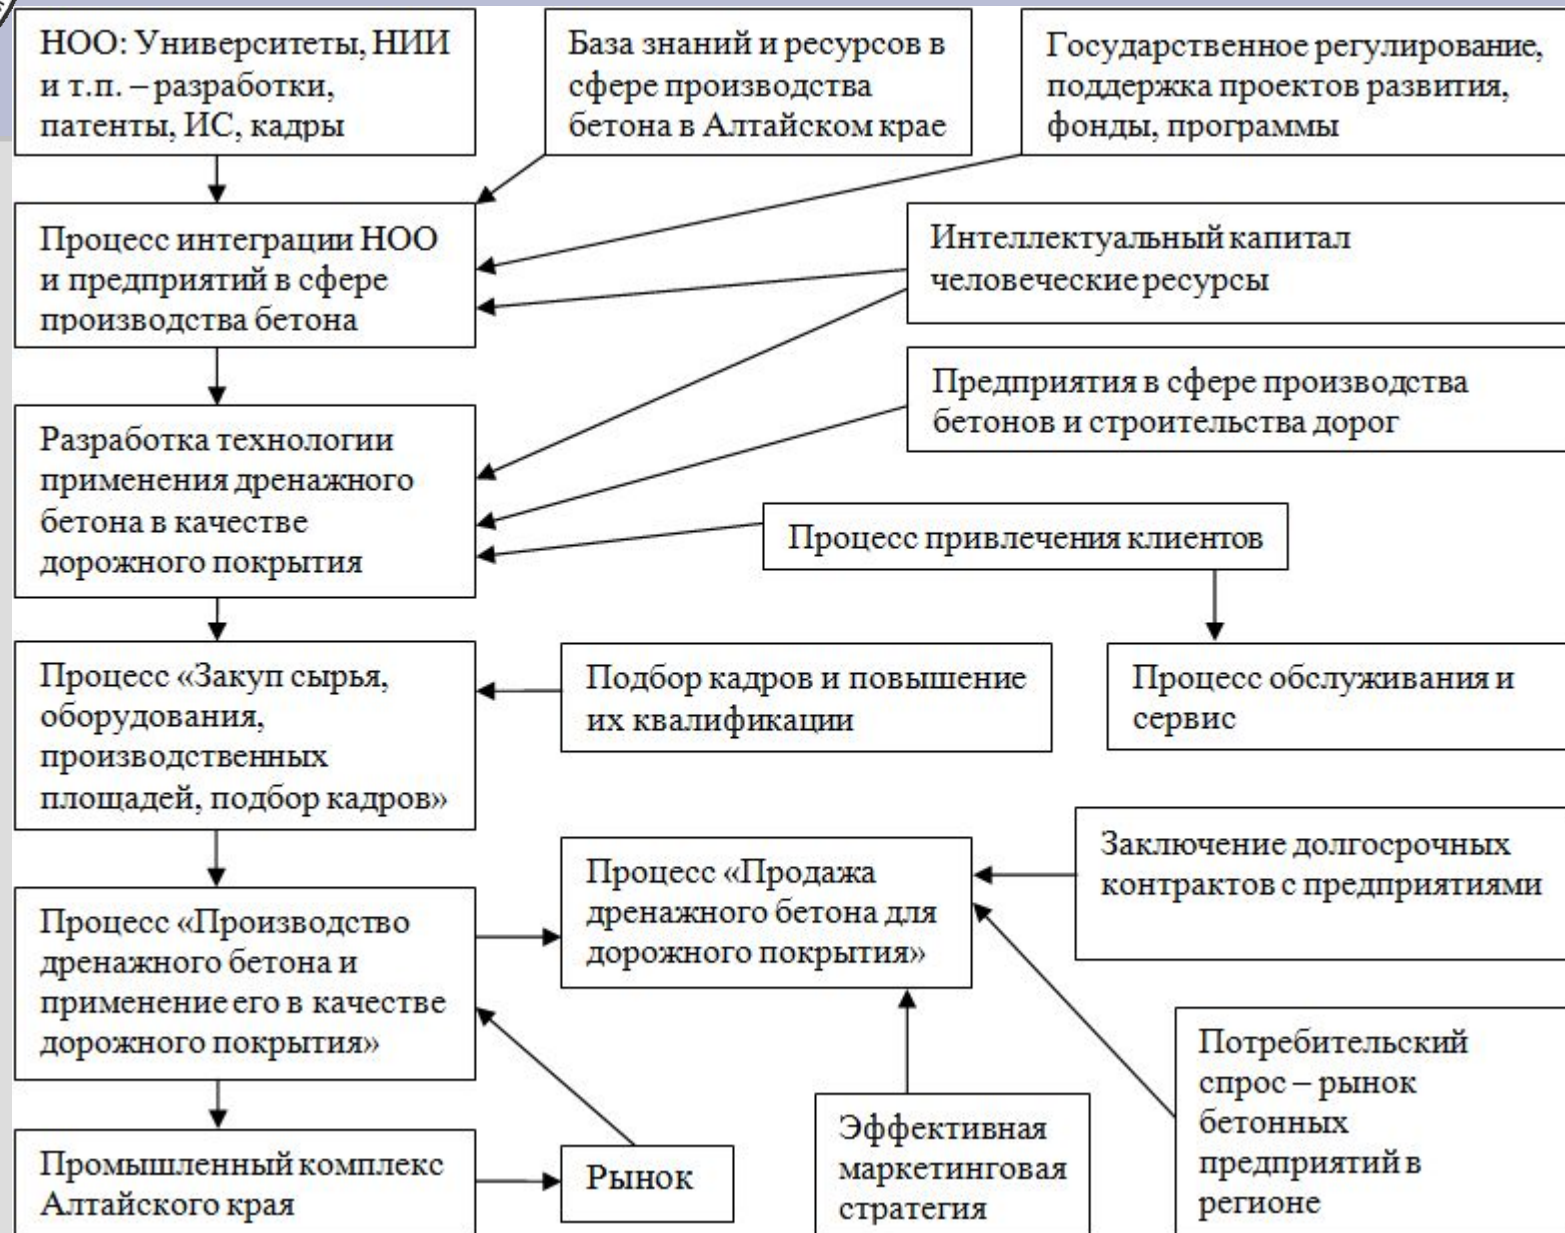 НОО: Университеты, НИИ
и т.п. – разработки,
патенты, ИС, кадры
База знаний и ресурсов в
сфере производства
бетона в Алтайском крае
Государственное регулирование,
поддержка проектов развития,
фонды, программы
Процесс интеграции НОО
и предприятий в сфере
производства бетона
Интеллектуальный капитал
человеческие ресурсы
Предприятия в сфере производства
бетонов и строительства дорог
Разработка технологии
применения дренажного
бетона в качестве
дорожного покрытия
Процесс привлечения клиентов
Процесс «Закуп сырья,
оборудования,
производственных
площадей, подбор кадров»
Подбор кадров и повышение
их квалификации
Процесс обслуживания и
сервис
Процесс «Продажа
дренажного бетона для
дорожного покрытия»
Заключение долгосрочных
контрактов с предприятиями
Процесс «Производство
дренажного бетона и
применение его в качестве
дорожного покрытия»
Потребительский
спрос – рынок
бетонных
предприятий в
регионе
Эффективная
маркетинговая
стратегия
Промышленный комплекс
Алтайского края
Рынок